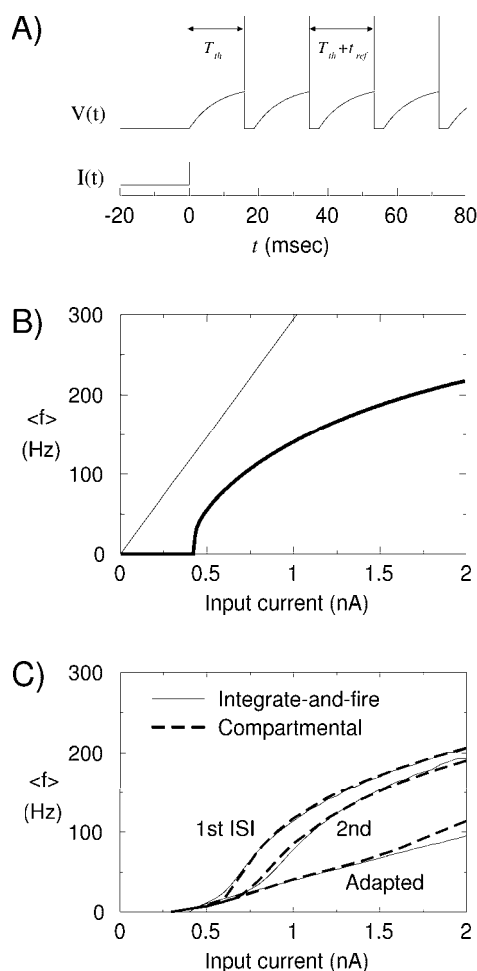 A)
T_th
T_th + t_ref
V(t)
I(t)
-20 0 20 40 60 80
t (msec)
B)
300
200
<f>
(Hz)
100
0
0 0.5 1 1.5 2
Input current (nA)
C)
300
Integrate-and-fire
Compartmental
200
<f>
(Hz)
1st ISI
2nd
100
Adapted
0
0 0.5 1 1.5 2
Input current (nA)